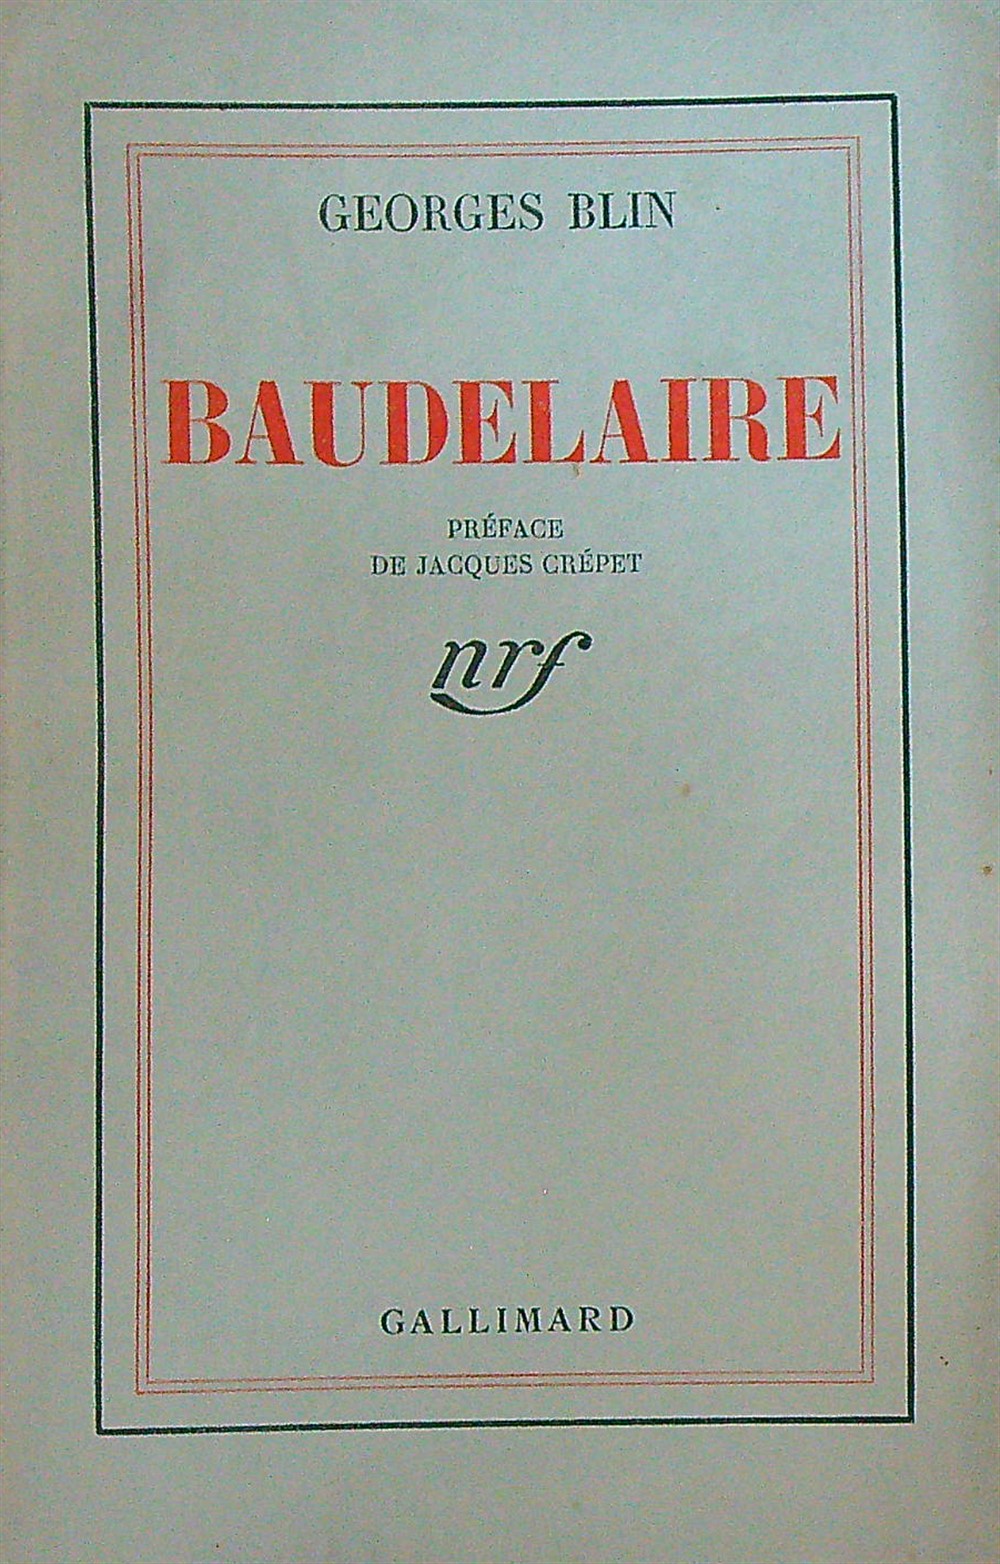 GEORGES BLIN
BAUDELAIRE
PRÉFACE
DE JACQUES CRÉPET
nrf
GALLIMARD